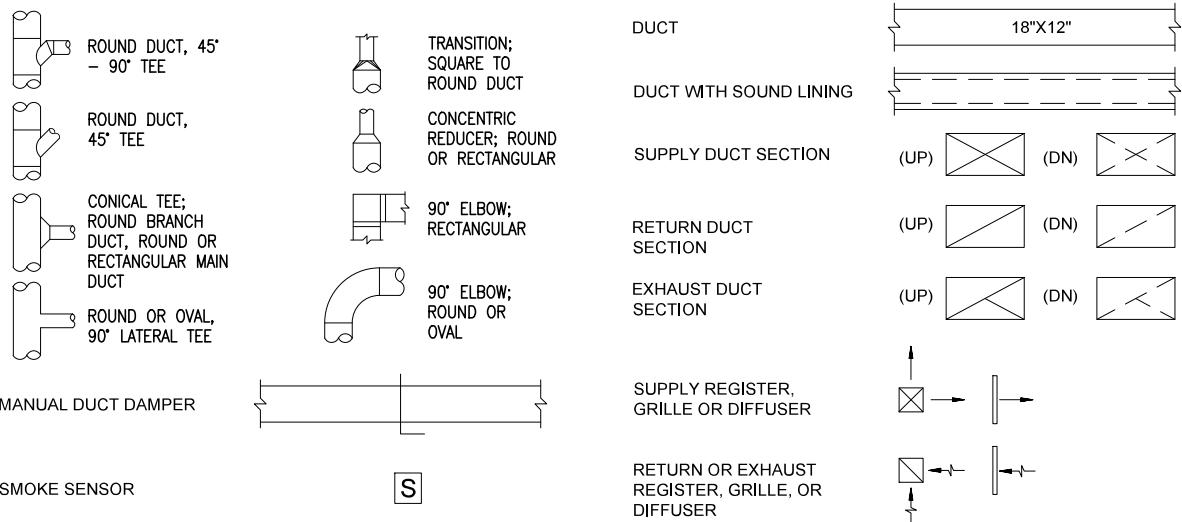 ROUND DUCT, 45°
– 90° TEE
ROUND DUCT,
45° TEE
CONICAL TEE;
ROUND BRANCH
DUCT, ROUND OR
RECTANGULAR MAIN
DUCT
ROUND OR OVAL,
90° LATERAL TEE
TRANSITION;
SQUARE TO
ROUND DUCT
CONCENTRIC
REDUCER; ROUND
OR RECTANGULAR
90° ELBOW;
RECTANGULAR
90° ELBOW;
ROUND OR
OVAL
MANUAL DUCT DAMPER
SMOKE SENSOR
S
DUCT
18"X12"
DUCT WITH SOUND LINING
SUPPLY DUCT SECTION
(UP)
(DN)
RETURN DUCT
SECTION
(UP)
(DN)
EXHAUST DUCT
SECTION
(UP)
(DN)
SUPPLY REGISTER,
GRILLE OR DIFFUSER
RETURN OR EXHAUST
REGISTER, GRILLE, OR
DIFFUSER